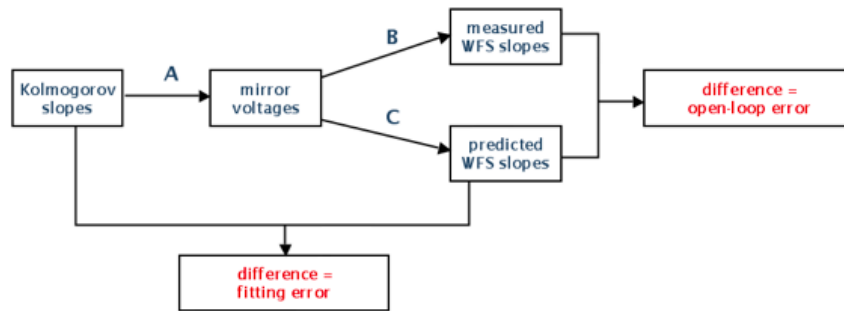 Kolmogorov
slopes
A
mirror
voltages
B
C
measured
WFS slopes
predicted
WFS slopes
difference =
open-loop error
difference =
fitting error